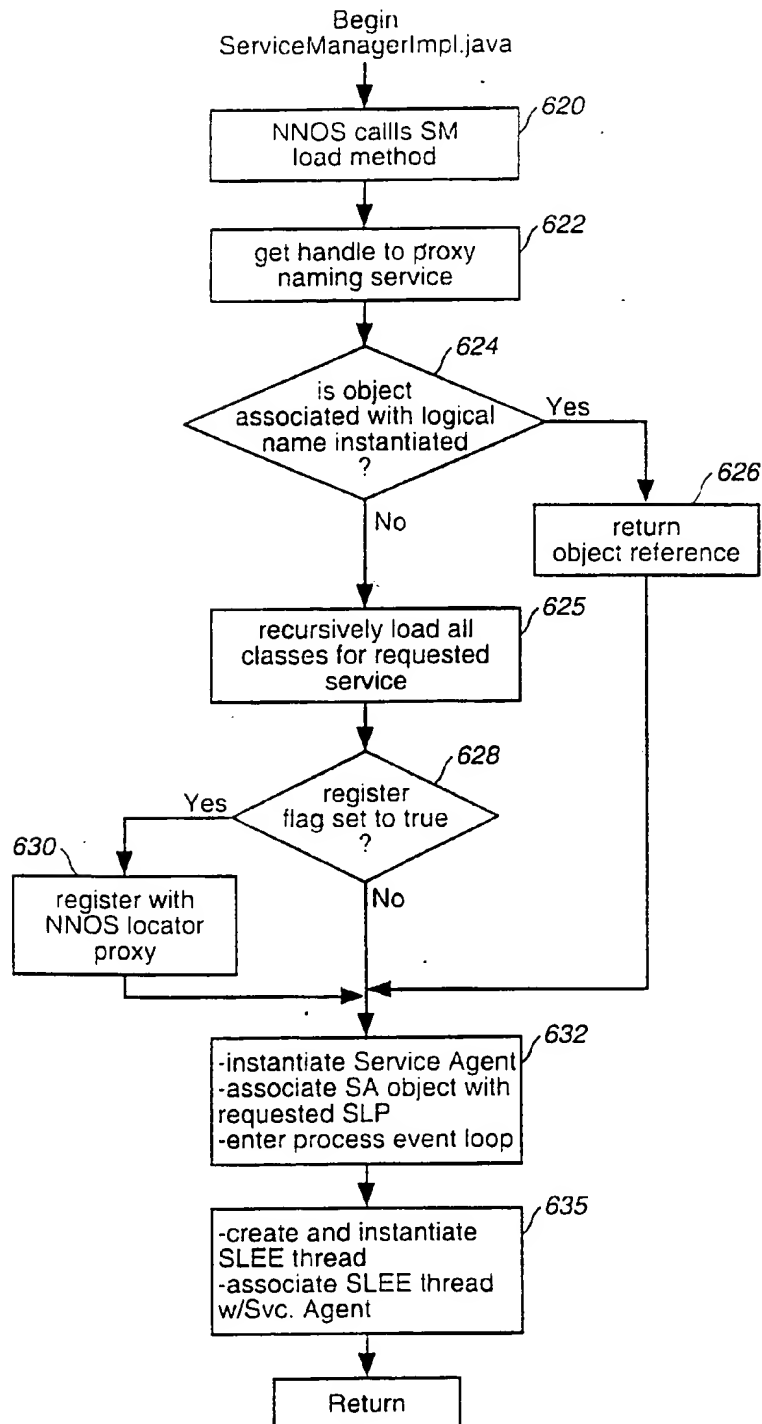 Begin
ServiceManagerImpl.java
620
NNOS callls SM
load method
622
get handle to proxy
naming service
624
is object
associated with logical
name instantiated
?
Yes
No
626
return
object reference
625
recursively load all
classes for requested
service
628
register
flag set to true
?
Yes
No
630
register with
NNOS locator
proxy
632
-instantiate Service Agent
-associate SA object with
requested SLP
-enter process event loop
635
-create and instantiate
SLEE thread
-associate SLEE thread
w/Svc. Agent
Return